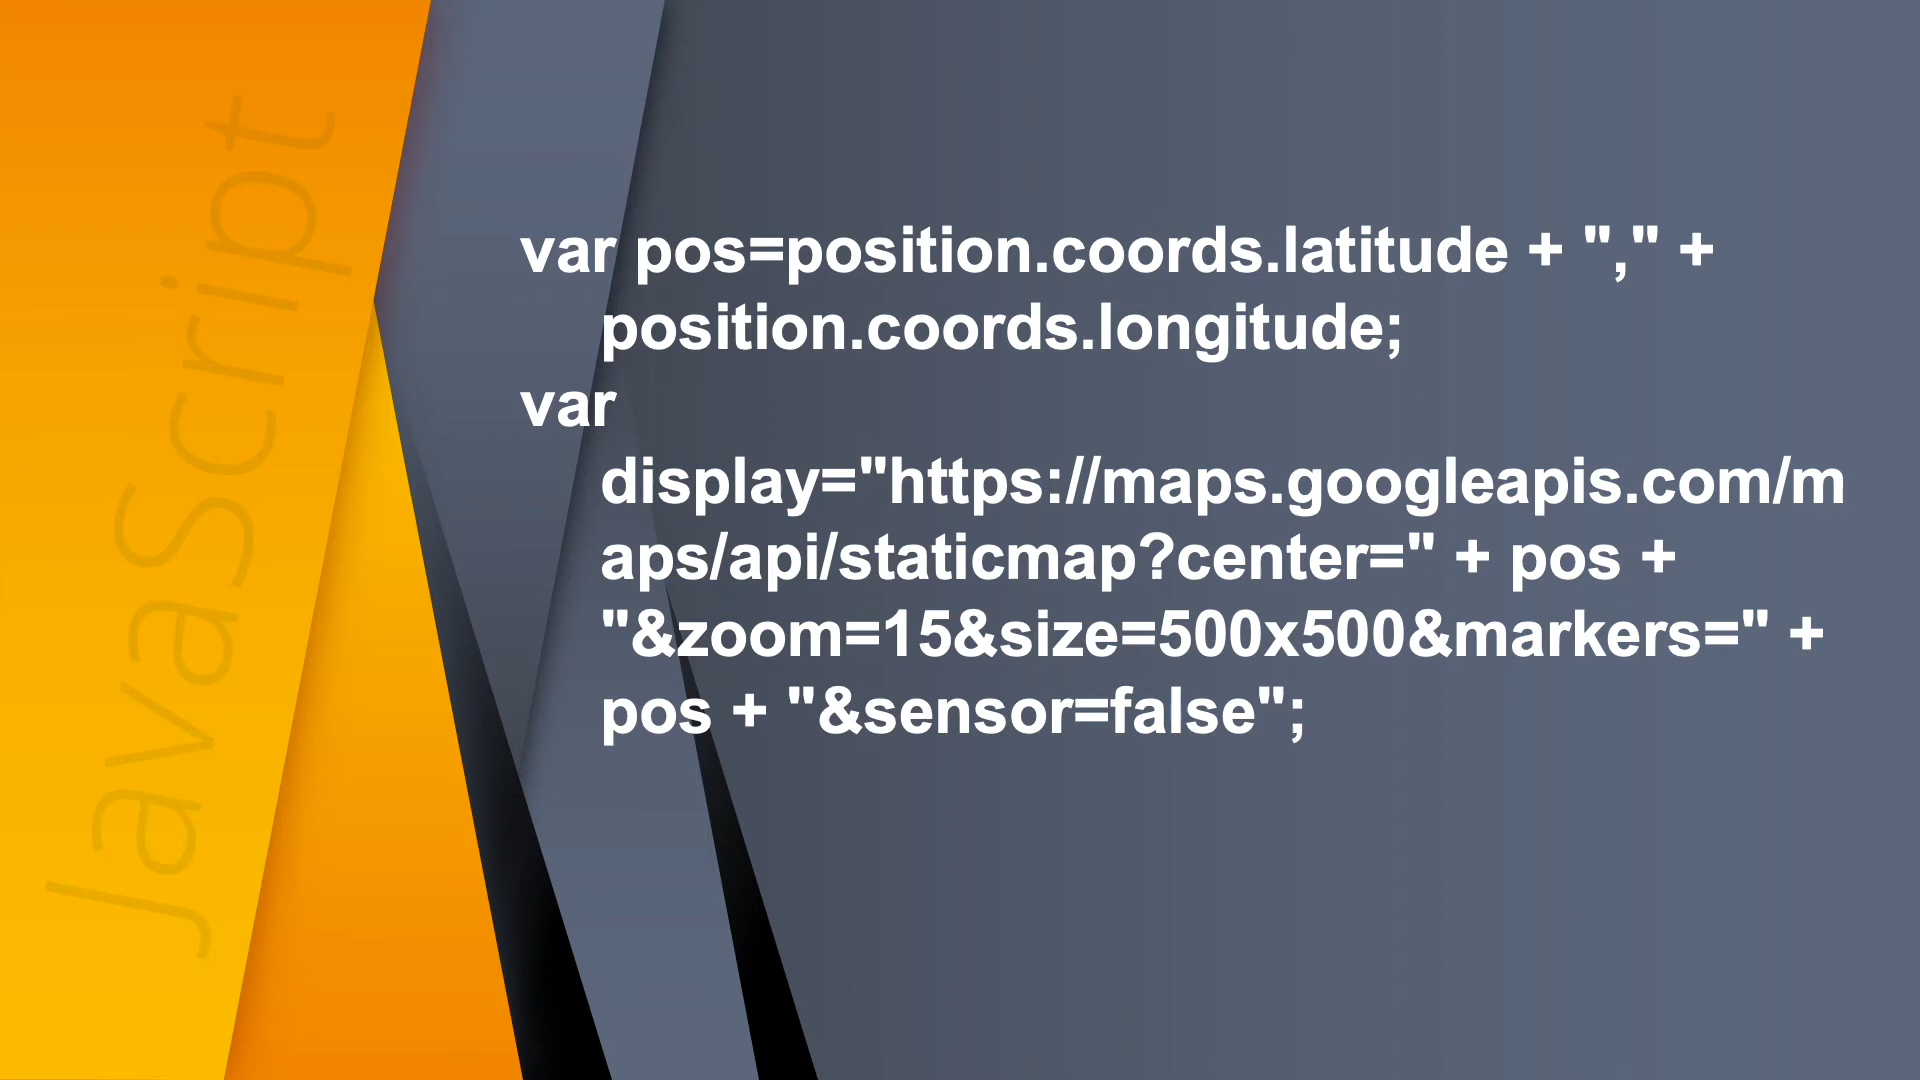 JavaScript
var pos=position.coords.latitude + "," +
position.coords.longitude;
var
display="https://maps.googleapis.com/m
aps/api/staticmap?center=" + pos +
"&zoom=15&size=500x500&markers=" +
pos + "&sensor=false";